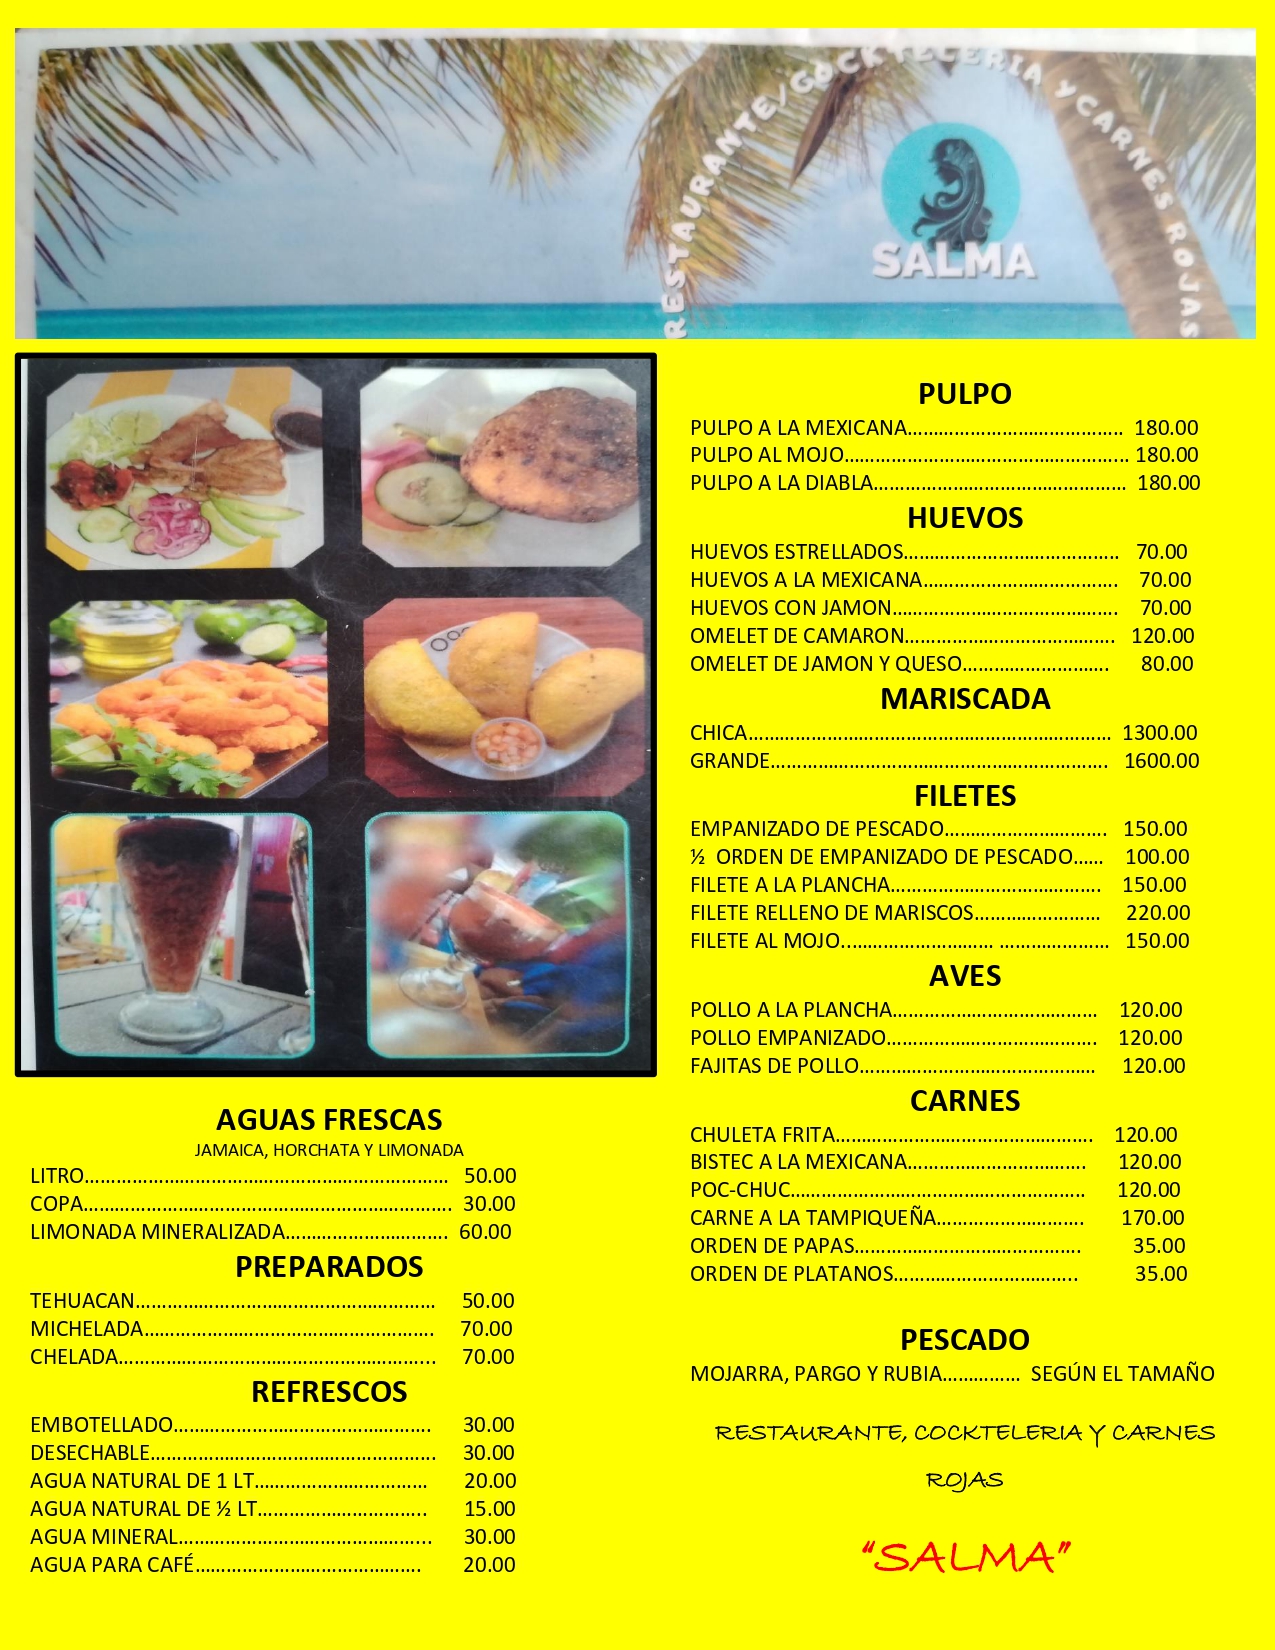 RESTAURANTE/COCKTELERIA Y CARNES ROJAS
SALMA
PULPO
PULPO A LA MEXICANA........................................ 180.00
PULPO AL MOJO..................................................... 180.00
PULPO A LA DIABLA............................................... 180.00
HUEVOS
HUEVOS ESTRELLADOS........................................ 70.00
HUEVOS A LA MEXICANA.................................... 70.00
HUEVOS CON JAMON.......................................... 70.00
OMELET DE CAMARON....................................... 120.00
OMELET DE JAMON Y QUESO............................ 80.00
MARISCADA
CHICA.................................................................... 1300.00
GRANDE............................................................... 1600.00
FILETES
EMPANIZADO DE PESCADO.............................. 150.00
½ ORDEN DE EMPANIZADO DE PESCADO...... 100.00
FILETE A LA PLANCHA....................................... 150.00
FILETE RELLENO DE MARISCOS........................ 220.00
FILETE AL MOJO............................ ..................... 150.00
AVES
POLLO A LA PLANCHA...................................... 120.00
POLLO EMPANIZADO....................................... 120.00
FAJITAS DE POLLO............................................ 120.00
CARNES
CHULETA FRITA................................................ 120.00
BISTEC A LA MEXICANA................................. 120.00
POC-CHUC....................................................... 120.00
CARNE A LA TAMPIQUEÑA............................ 170.00
ORDEN DE PAPAS.......................................... 35.00
ORDEN DE PLATANOS.................................. 35.00
PESCADO
MOJARRA, PARGO Y RUBIA.............. SEGÚN EL TAMAÑO
RESTAURANTE, COCKTELERIA Y CARNES
ROJAS
“SALMA”
AGUAS FRESCAS
JAMAICA, HORCHATA Y LIMONADA
LITRO.................................................................... 50.00
COPA..................................................................... 30.00
LIMONADA MINERALIZADA.............................. 60.00
PREPARADOS
TEHUACAN........................................................ 50.00
MICHELADA...................................................... 70.00
CHELADA........................................................... 70.00
REFRESCOS
EMBOTELLADO................................................ 30.00
DESECHABLE..................................................... 30.00
AGUA NATURAL DE 1 LT................................ 20.00
AGUA NATURAL DE ½ LT............................... 15.00
AGUA MINERAL............................................... 30.00
AGUA PARA CAFÉ.......................................... 20.00